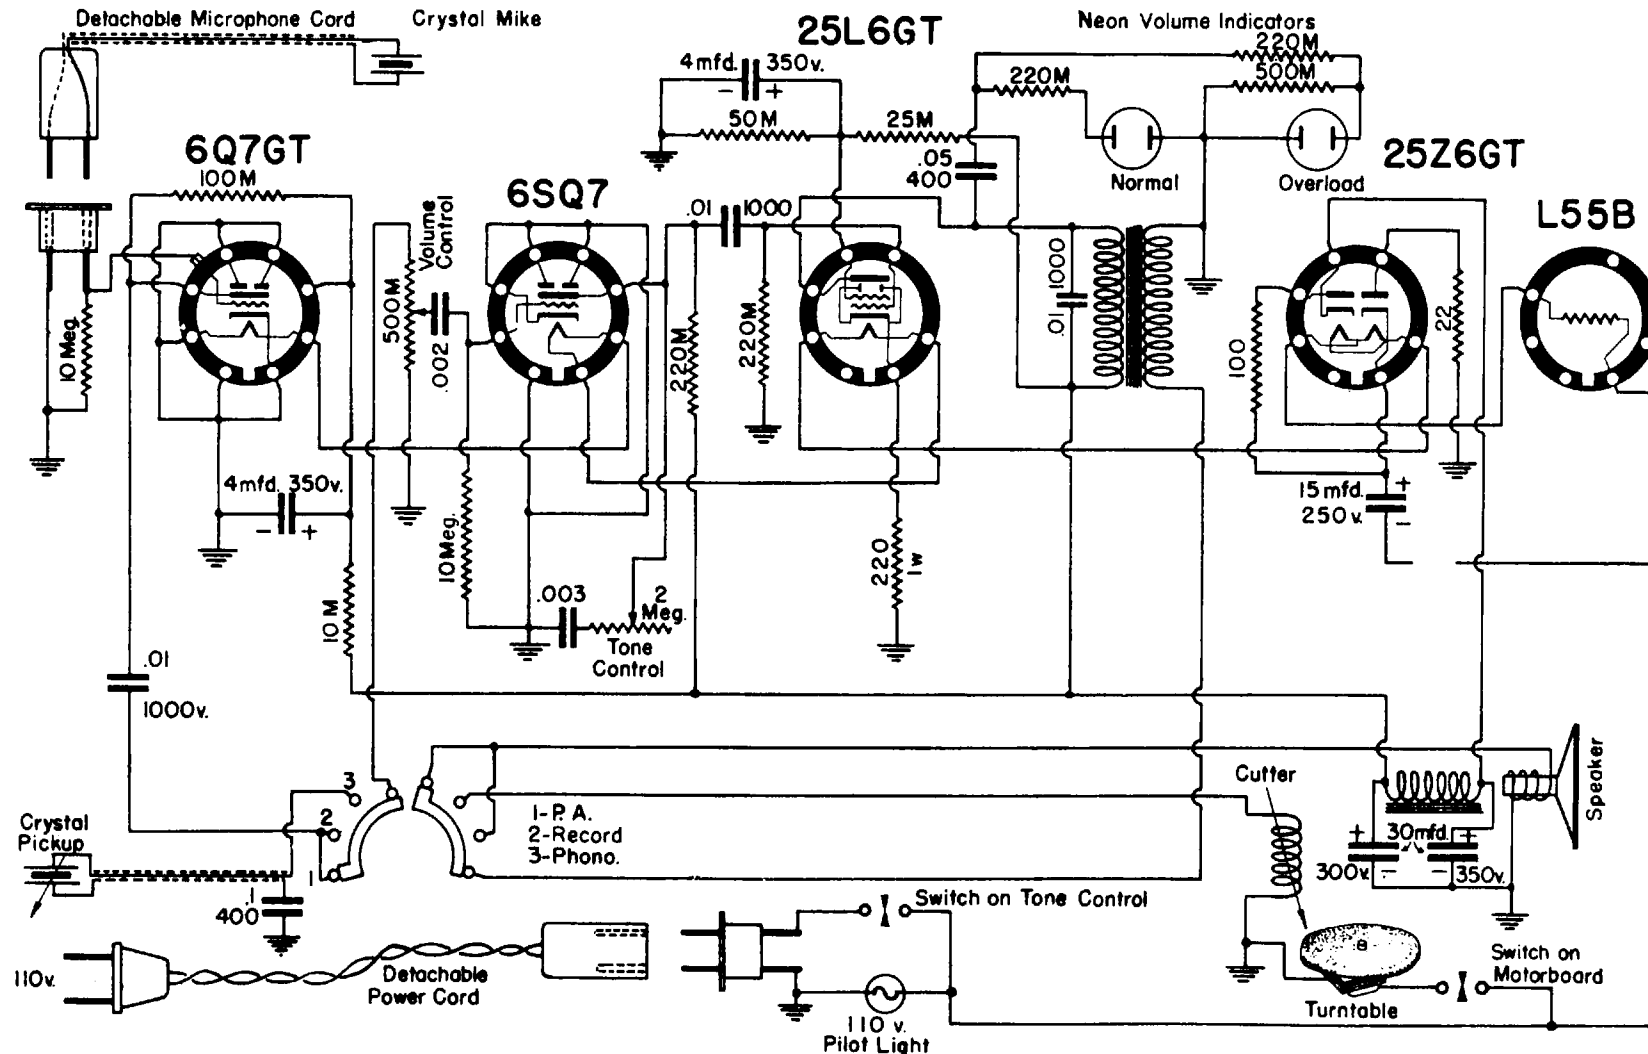 Detachable Microphone Cord
Crystal Mike
25L6GT
Neon Volume Indicators
220M
500M
220M
4mfd. 350v.
- +
50M
25M
.05
400
Normal
Overload
25Z6GT
6Q7GT
100M
6SQ7
L55B
.01 1000
Volume
Control
500M
.002
10 Meg.
220M
220M
.01 1000
100
22
4mfd. 350v.
- +
15mfd.
250v.
+
-
10Meg.
220
1w
10M
.003
2
Meg.
Tone
Control
.01
1000v.
Cutter
Speaker
3
2
1
1-P.A.
2-Record
3-Phono.
Crystal
Pickup
+ 30mfd. +
300v. - - 350v.
.1
400
Switch on Tone Control
Switch on
Motorboard
110v.
Detachable
Power Cord
110 v.
Pilot Light
Turntable